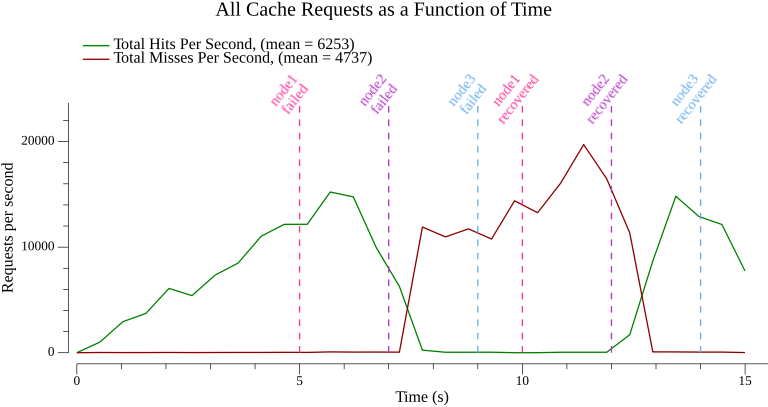 All Cache Requests as a Function of Time
Total Hits Per Second, (mean = 6253)
Total Misses Per Second, (mean = 4737)
node1
failed
node2
failed
node3
failed
node1
recovered
node2
recovered
node3
recovered
Requests per second
20000
10000
0
0
5
10
15
Time (s)